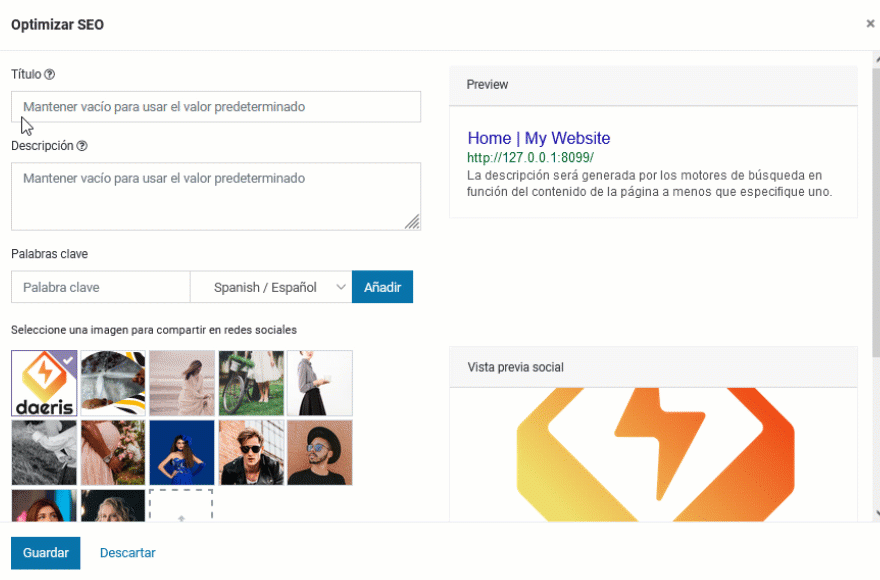 Optimizar SEO
×
Título
Mantener vacío para usar el valor predeterminado
Descripción
Mantener vacío para usar el valor predeterminado
Palabras clave
Palabra clave
Spanish / Español
Añadir
Seleccione una imagen para compartir en redes sociales
daeris
Preview
Home | My Website
http://127.0.0.1:8099/
La descripción será generada por los motores de búsqueda en
función del contenido de la página a menos que especifique uno.
Vista previa social
Guardar
Descartar